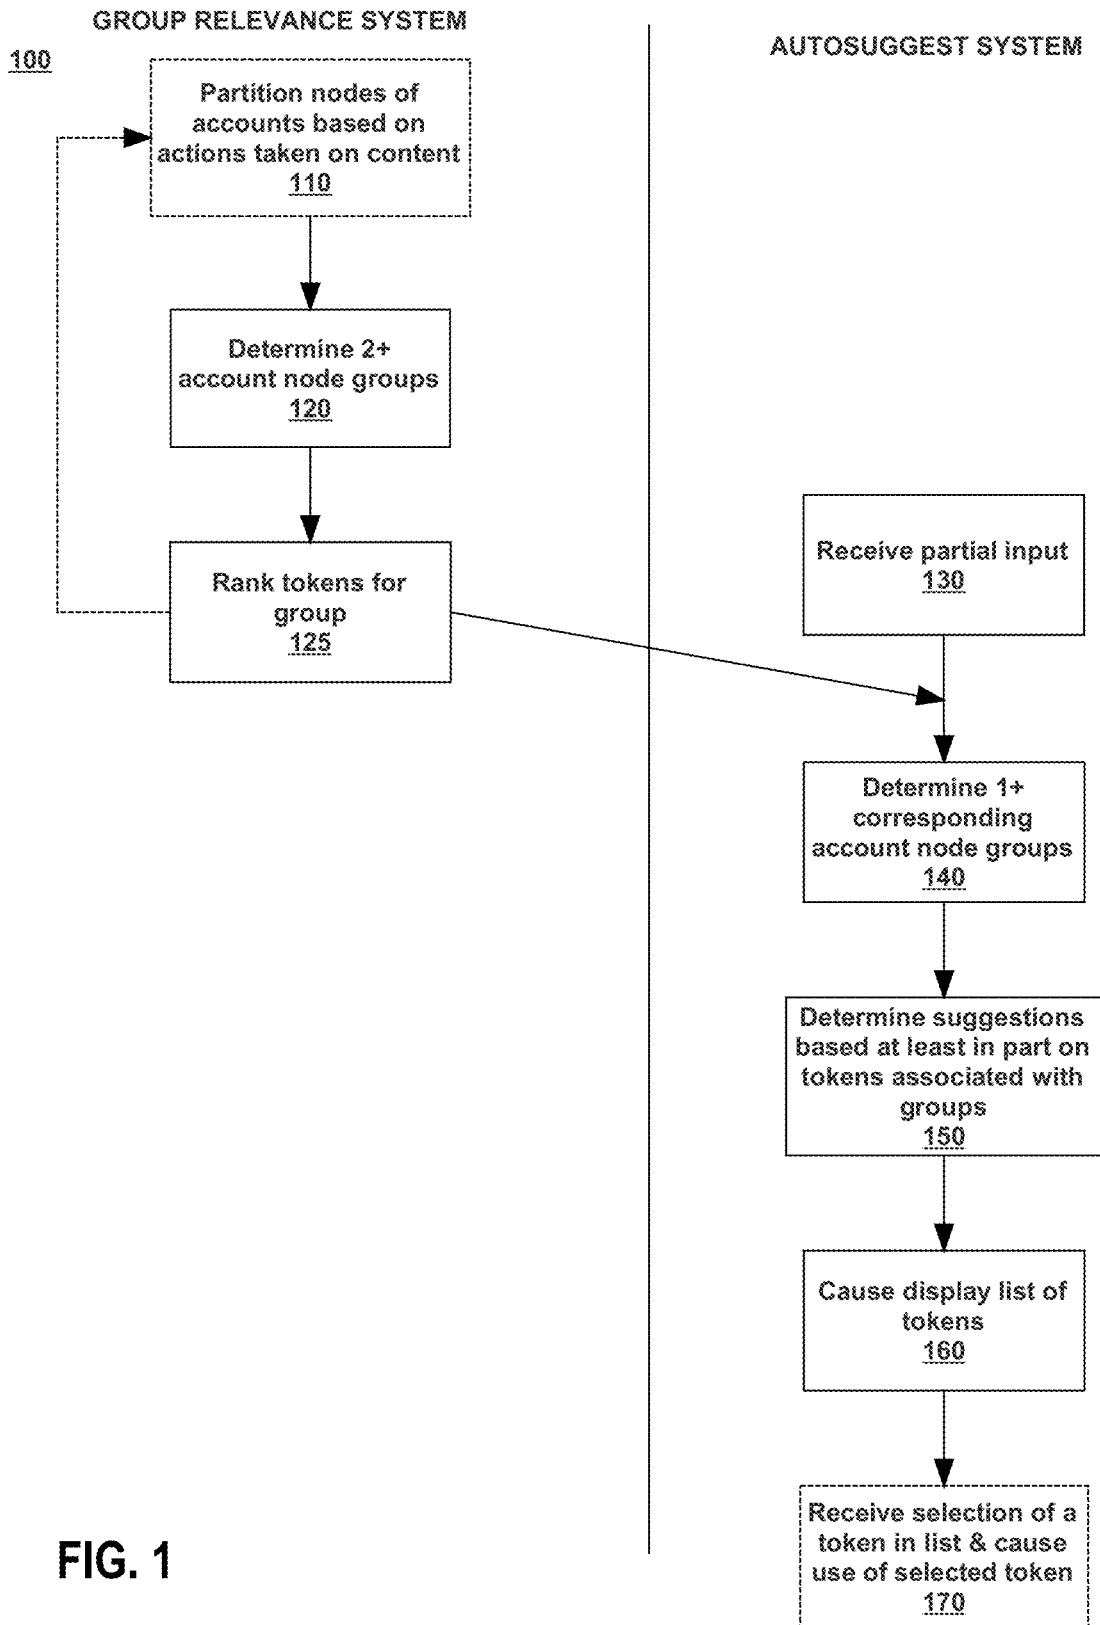 GROUP RELEVANCE SYSTEM
100
Partition nodes of
accounts based on
actions taken on content
110
Determine 2+
account node groups
120
Rank tokens for
group
125
AUTOSUGGEST SYSTEM
Receive partial input
130
Determine 1+
corresponding
account node groups
140
Determine suggestions
based at least in part on
tokens associated with
groups
150
Cause display list of
tokens
160
Receive selection of a
token in list & cause
use of selected token
170
FIG. 1